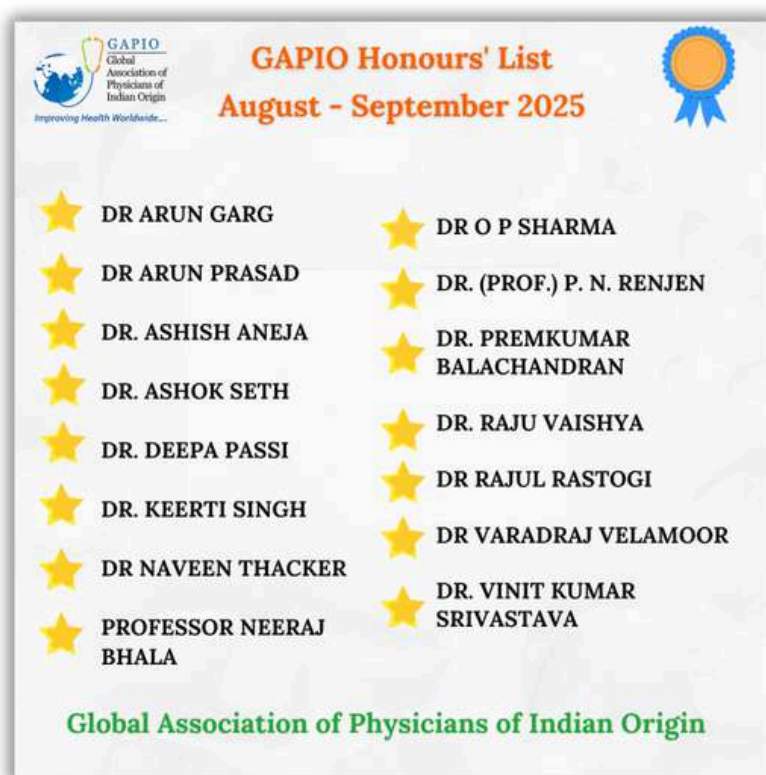 GAPIO
Global
Association of
Physicians of
Indian Origin
Improving Health Worldwide...
GAPIO Honours' List
August - September 2025
DR ARUN GARG
DR ARUN PRASAD
DR. ASHISH ANEJA
DR. ASHOK SETH
DR. DEEPA PASSI
DR. KEERTI SINGH
DR NAVEEN THACKER
PROFESSOR NEERAJ
BHALA
DR O P SHARMA
DR. (PROF.) P. N. RENJEN
DR. PREMKUMAR
BALACHANDRAN
DR. RAJU VAISHYA
DR RAJUL RASTOGI
DR VARADRAJ VELAMOOR
DR. VINIT KUMAR
SRIVASTAVA
Global Association of Physicians of Indian Origin